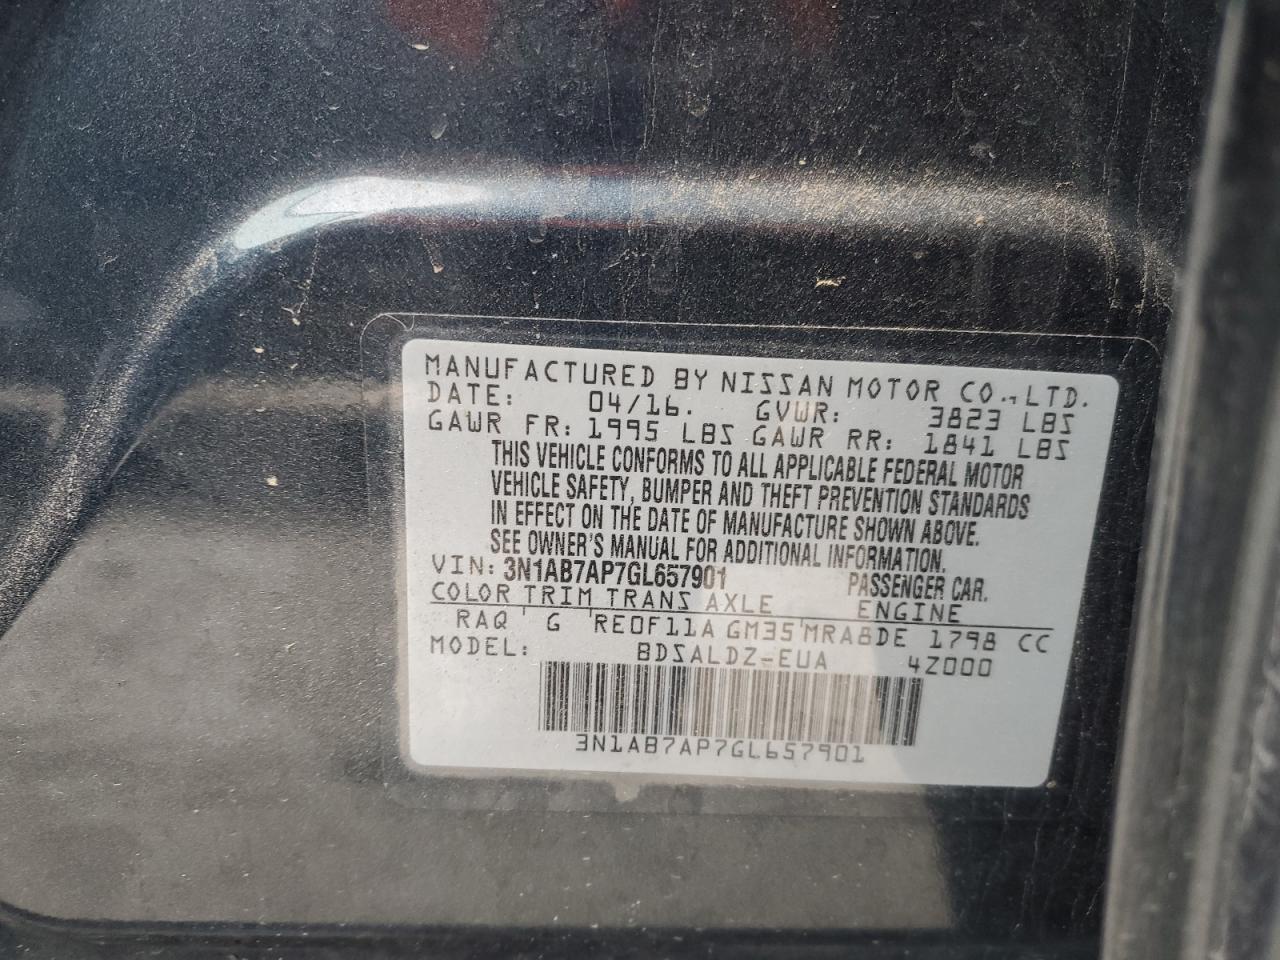 MANUFACTURED BY NISSAN MOTOR CO.,LTD.
DATE: 04/16. GVWR: 3823 LBS
GAWR FR: 1995 LBS GAWR RR: 1841 LBS
THIS VEHICLE CONFORMS TO ALL APPLICABLE FEDERAL MOTOR
VEHICLE SAFETY, BUMPER AND THEFT PREVENTION STANDARDS
IN EFFECT ON THE DATE OF MANUFACTURE SHOWN ABOVE.
SEE OWNER'S MANUAL FOR ADDITIONAL INFORMATION.
VIN: 3N1AB7AP7GL657901 PASSENGER CAR.
COLOR TRIM TRANS AXLE ENGINE
RAQ ' G ' RE0F11A GM35 ' MRA8DE 1798 CC
MODEL: BDSALDZ-EUA 4Z000
3N1AB7AP7GL657901